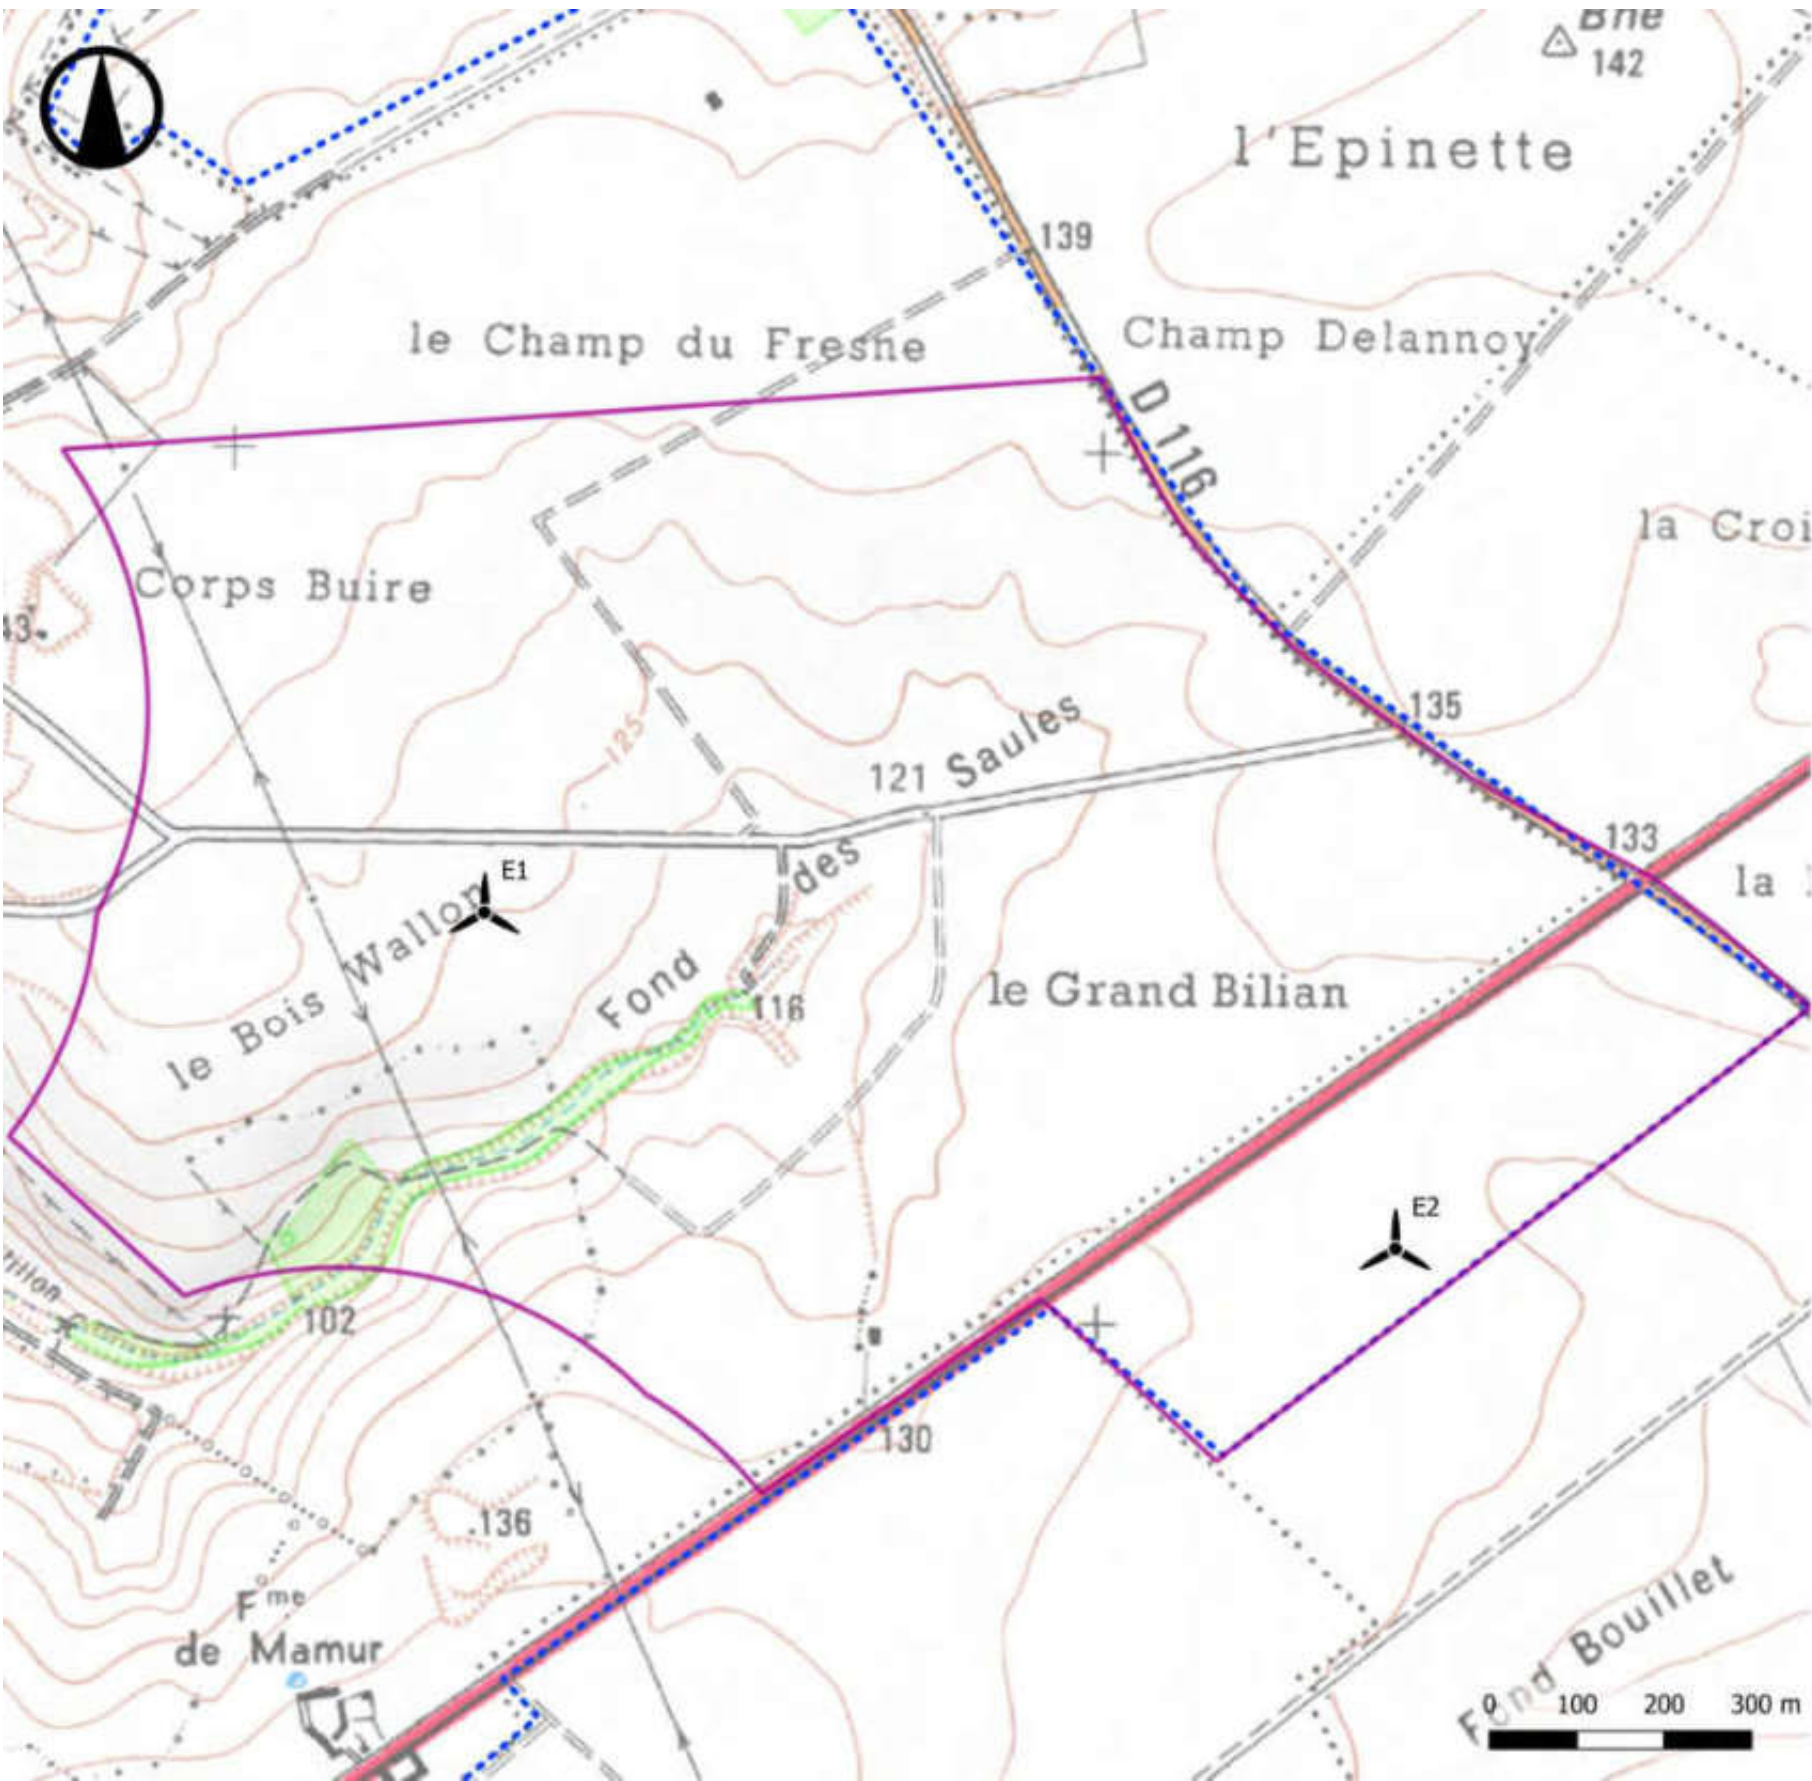 Bne
142
l'Epinette
139
le Champ du Fresne
Champ Delannoy
D 116
la Croi
Corps Buire
135
125
121
Saules
133
des
E1
la
le Bois Wallon
Fond
116
le Grand Bilian
E2
102
130
136
Fme
de Mamur
Fond Bouillet
0 100 200 300 m